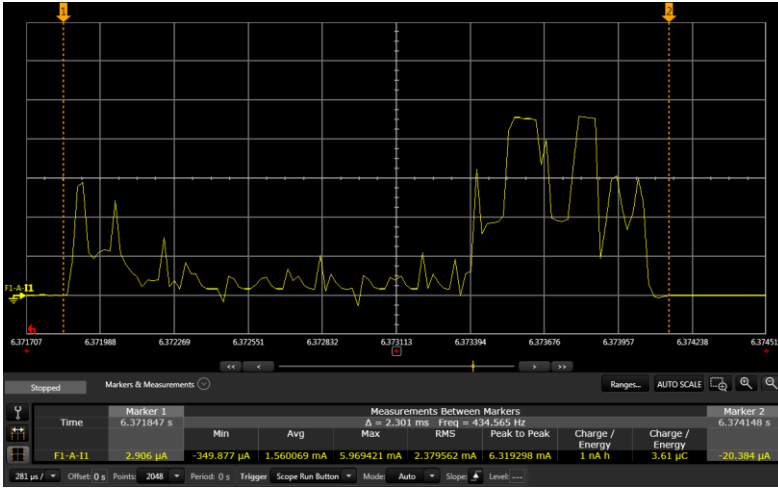 1 2
F1-A-I1
6.371707 6.371988 6.372269 6.372551 6.372832 6.373113 6.373394 6.373676 6.373957 6.374238 6.37451
<< < > >>
Stopped Markers & Measurements Ranges... AUTO SCALE
Marker 1 Measurements Between Markers Marker 2
Time 6.371847 s Δ = 2.301 ms Freq = 434.565 Hz 6.374148 s
Min Avg Max RMS Peak to Peak Charge / Energy Charge / Energy
F1-A-I1 2.906 µA -349.877 µA 1.560069 mA 5.969421 mA 2.379562 mA 6.319298 mA 1 nA h 3.61 µC -20.384 µA
281 µs / Offset: 0 s Points: 2048 Period: 0 s Trigger Scope Run Button Mode: Auto Slope: Level: ---